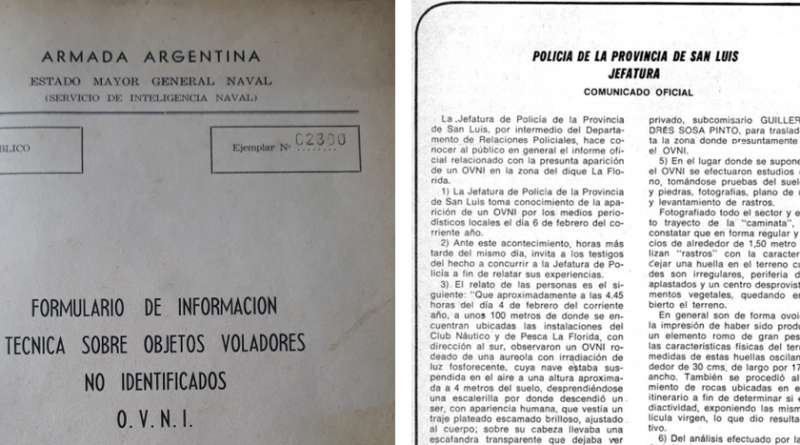 ARMADA ARGENTINA
ESTADO MAYOR GENERAL NAVAL
(SERVICIO DE INTELIGENCIA NAVAL)
BLICO
Ejemplar Nº 02300
FORMULARIO DE INFORMACION
TECNICA SOBRE OBJETOS VOLADORES
NO IDENTIFICADOS
O.V.N.I.
POLICIA DE LA PROVINCIA DE SAN LUIS
JEFATURA
COMUNICADO OFICIAL
La Jefatura de Policía de la Provincia
de San Luis, por intermedio del Departa-
mento de Relaciones Policiales, hace co-
nocer al público en general el informe ofi-
cial relacionado con la presunta aparición
de un OVNI en la zona del dique La Flo-
rida.
1) La Jefatura de Policía de la Provincia
de San Luis toma conocimiento de la apa-
rición de un OVNI por los medios perio-
dísticos locales el día 6 de febrero del co-
rriente año.
2) Ante este acontecimiento, horas más
tarde del mismo día, invita a los testigos
del hecho a concurrir a la Jefatura de Po-
licía a fin de relatar sus experiencias.
3) El relato de las personas es el si-
guiente: "Que aproximadamente a las 4.45
horas del día 4 de febrero del corriente
año, a unos 100 metros de donde se en-
cuentran ubicadas las instalaciones del
Club Náutico y de Pesca La Florida, con
dirección al sur, observaron un OVNI ro-
deado de una aureola con irradiación de
luz fosforecente, cuya nave estaba sus-
pendida en el aire a una altura aproxima-
da a 4 metros del suelo, desprendiéndose
una escalerilla por donde descendió un
ser, con apariencia humana, que vestía un
traje plateado escamado brilloso, ajustado
al cuerpo; sobre su cabeza llevaba una
escafandra transparente que dejaba ver
privado, subcomisario GUILLER
DRES SOSA PINTO, para traslad
ta la zona donde presuntamente
el OVNI.
5) En el lugar donde se supone
el OVNI se efectuaron estudios
no, tomándose pruebas del suel
y piedras, fotografías, plano de
y levantamiento de rastros.
Fotografiado todo el sector y e
to trayecto de la "caminata",
constatar que en forma regular y
cios de alrededor de 1,50 metro
lizan "rastros" con la caracter
dejar una huella en el terreno cu
des son irregulares, periferia d
aplastados y un centro desprovist
mentos vegetales, quedando en
bierto el terreno.
En general son de forma ovoi
la impresión de haber sido produ
un elemento romo de gran pes
las características físicas del terr
medidas de estas huellas oscilan
dedor de 30 cms, de largo por 17
ancho. También se procedió al
miento de rocas ubicadas en e
itinerario a fin de determinar si e
diactividad, exponiendo las mism
lícula virgen, lo que dio resulta
tivo.
6) Del análisis efectuado por la